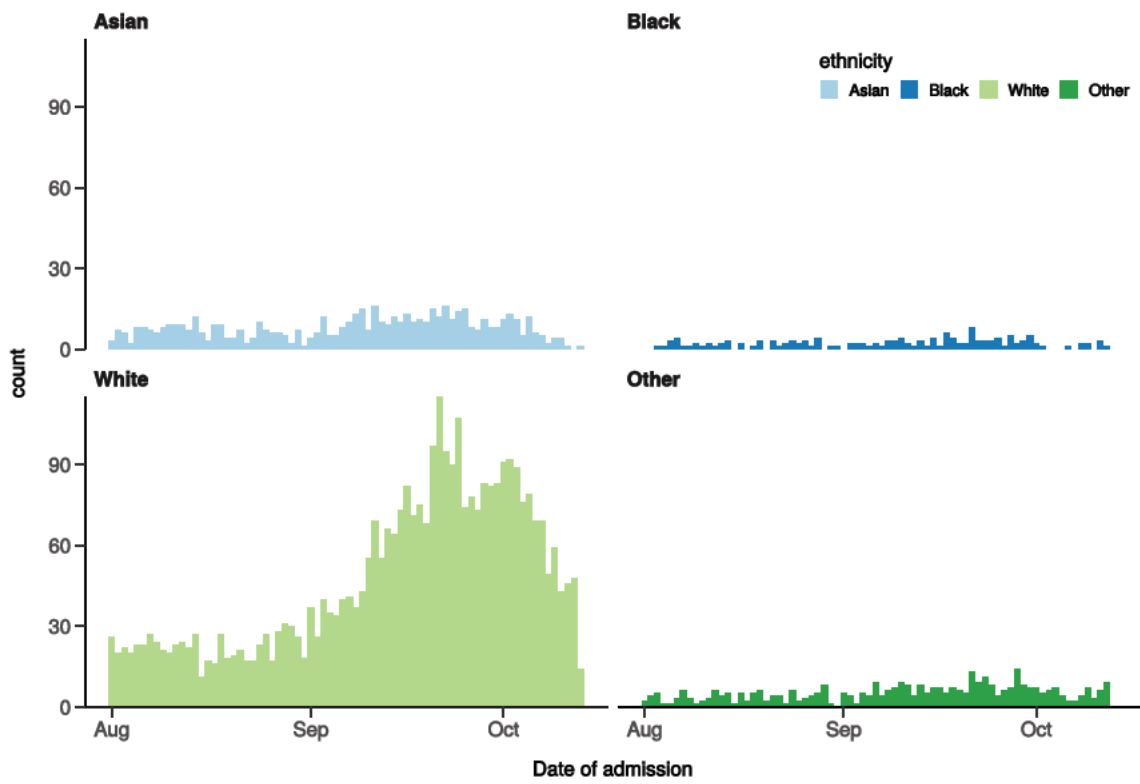 Asian
Black
ethnicity
Asian Black White Other
90
60
30
0
count
White
Other
90
60
30
0
Aug Sep Oct
Aug Sep Oct
Date of admission